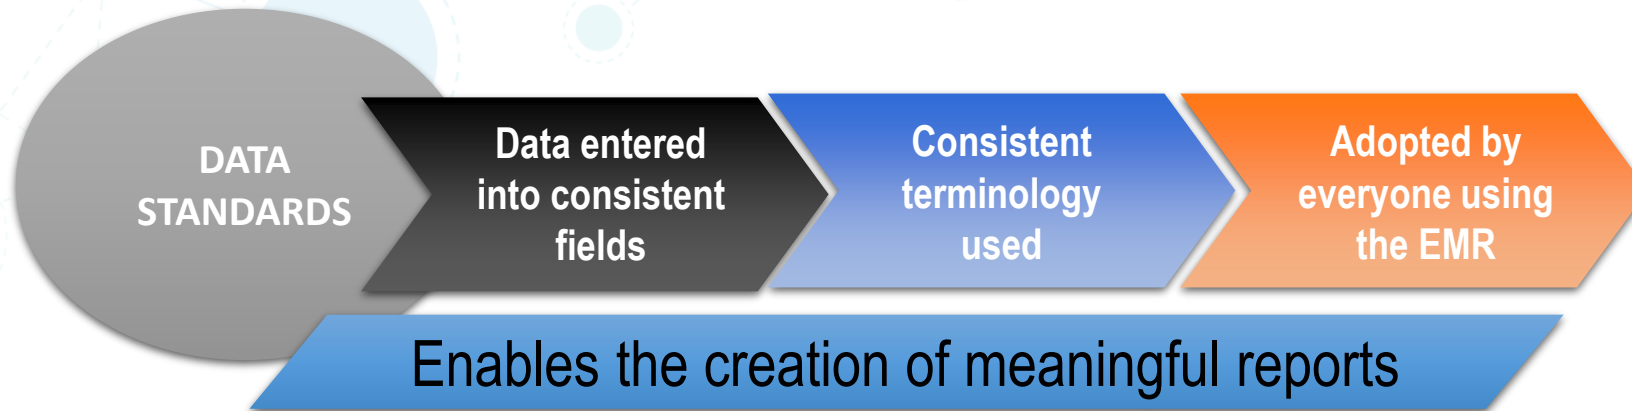 DATA
STANDARDS
Data entered
into consistent
fields
Consistent
terminology
used
Adopted by
everyone using
the EMR
Enables the creation of meaningful reports